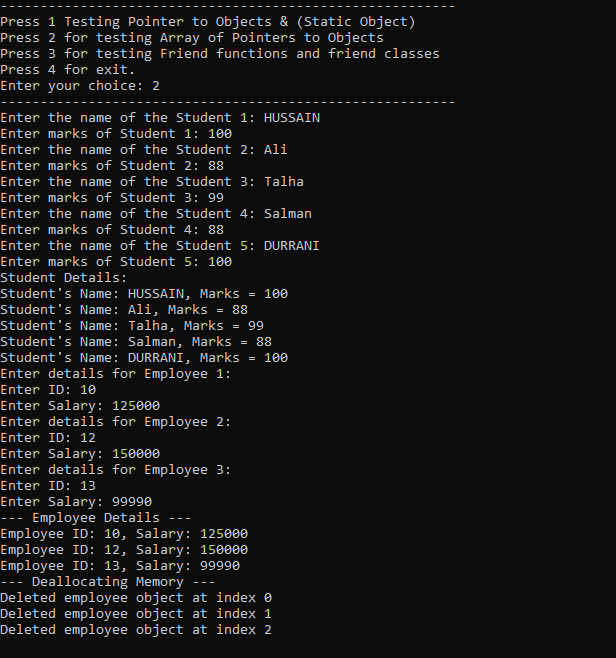 ---------------------------------------------------------
Press 1 Testing Pointer to Objects & (Static Object)
Press 2 for testing Array of Pointers to Objects
Press 3 for testing Friend functions and friend classes
Press 4 for exit.
Enter your choice: 2
---------------------------------------------------------
Enter the name of the Student 1: HUSSAIN
Enter marks of Student 1: 100
Enter the name of the Student 2: Ali
Enter marks of Student 2: 88
Enter the name of the Student 3: Talha
Enter marks of Student 3: 99
Enter the name of the Student 4: Salman
Enter marks of Student 4: 88
Enter the name of the Student 5: DURRANI
Enter marks of Student 5: 100
Student Details:
Student's Name: HUSSAIN, Marks = 100
Student's Name: Ali, Marks = 88
Student's Name: Talha, Marks = 99
Student's Name: Salman, Marks = 88
Student's Name: DURRANI, Marks = 100
Enter details for Employee 1:
Enter ID: 10
Enter Salary: 125000
Enter details for Employee 2:
Enter ID: 12
Enter Salary: 150000
Enter details for Employee 3:
Enter ID: 13
Enter Salary: 99990
--- Employee Details ---
Employee ID: 10, Salary: 125000
Employee ID: 12, Salary: 150000
Employee ID: 13, Salary: 99990
--- Deallocating Memory ---
Deleted employee object at index 0
Deleted employee object at index 1
Deleted employee object at index 2